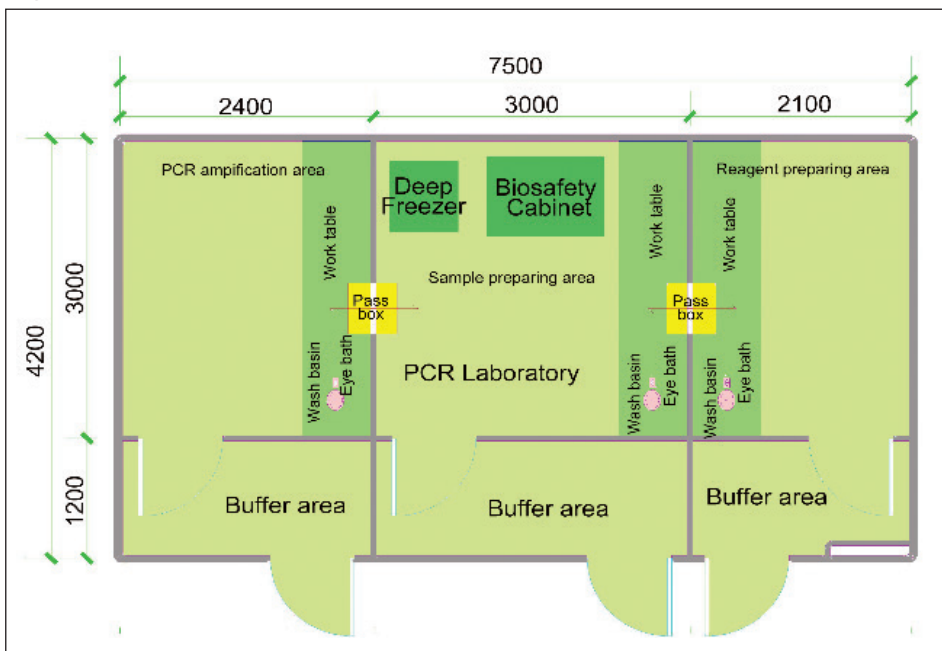 7500
2400
3000
2100
PCR ampification area
Deep
Freezer
Biosafety
Cabinet
Reagent preparing area
Work table
Work table
Work table
Sample preparing area
Pass
box
Pass
box
4200
3000
1200
PCR Laboratory
Wash basin
Eye bath
Wash basin
Eye bath
Wash basin
Eye bath
Buffer area
Buffer area
Buffer area